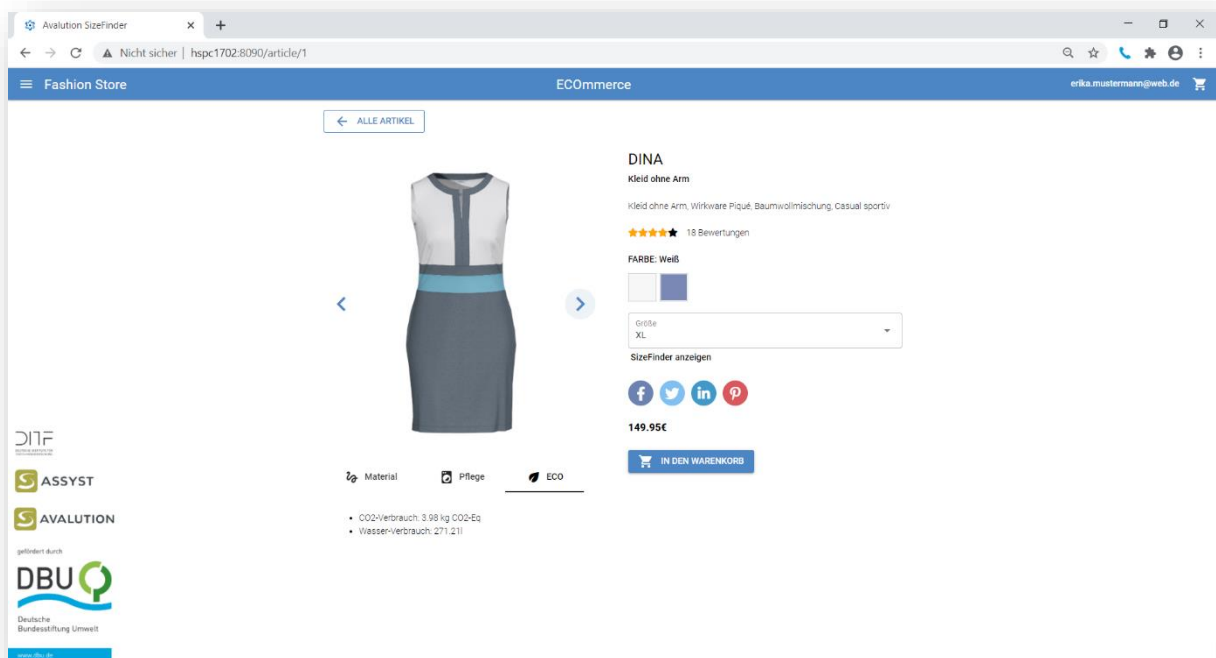 Avalution SizeFinder
Nicht sicher | hspc1702:8090/article/1
Fashion Store
ECOmmerce
erika.mustermann@web.de
ALLE ARTIKEL
DINA
Kleid ohne Arm
Kleid ohne Arm, Wirkware Piqué, Baumwollmischung, Casual sportiv
18 Bewertungen
FARBE: Weiß
Größe
XL
SizeFinder anzeigen
149.95€
IN DEN WARENKORB
Material
Pflege
ECO
CO2-Verbrauch: 3.98 kg CO2-Eq
Wasser-Verbrauch: 271.21l
DITF
ASSYST
AVALUTION
gefördert durch
DBU
Deutsche
Bundesstiftung Umwelt
www.dbu.de